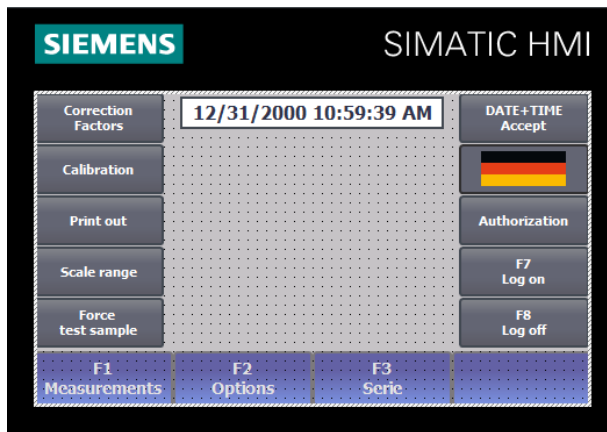 SIEMENS
SIMATIC HMI
Correction
Factors
12/31/2000 10:59:39 AM
DATE+TIME
Accept
Calibration
Print out
Authorization
Scale range
F7
Log on
Force
test sample
F8
Log off
F1
Measurements
F2
Options
F3
Serie